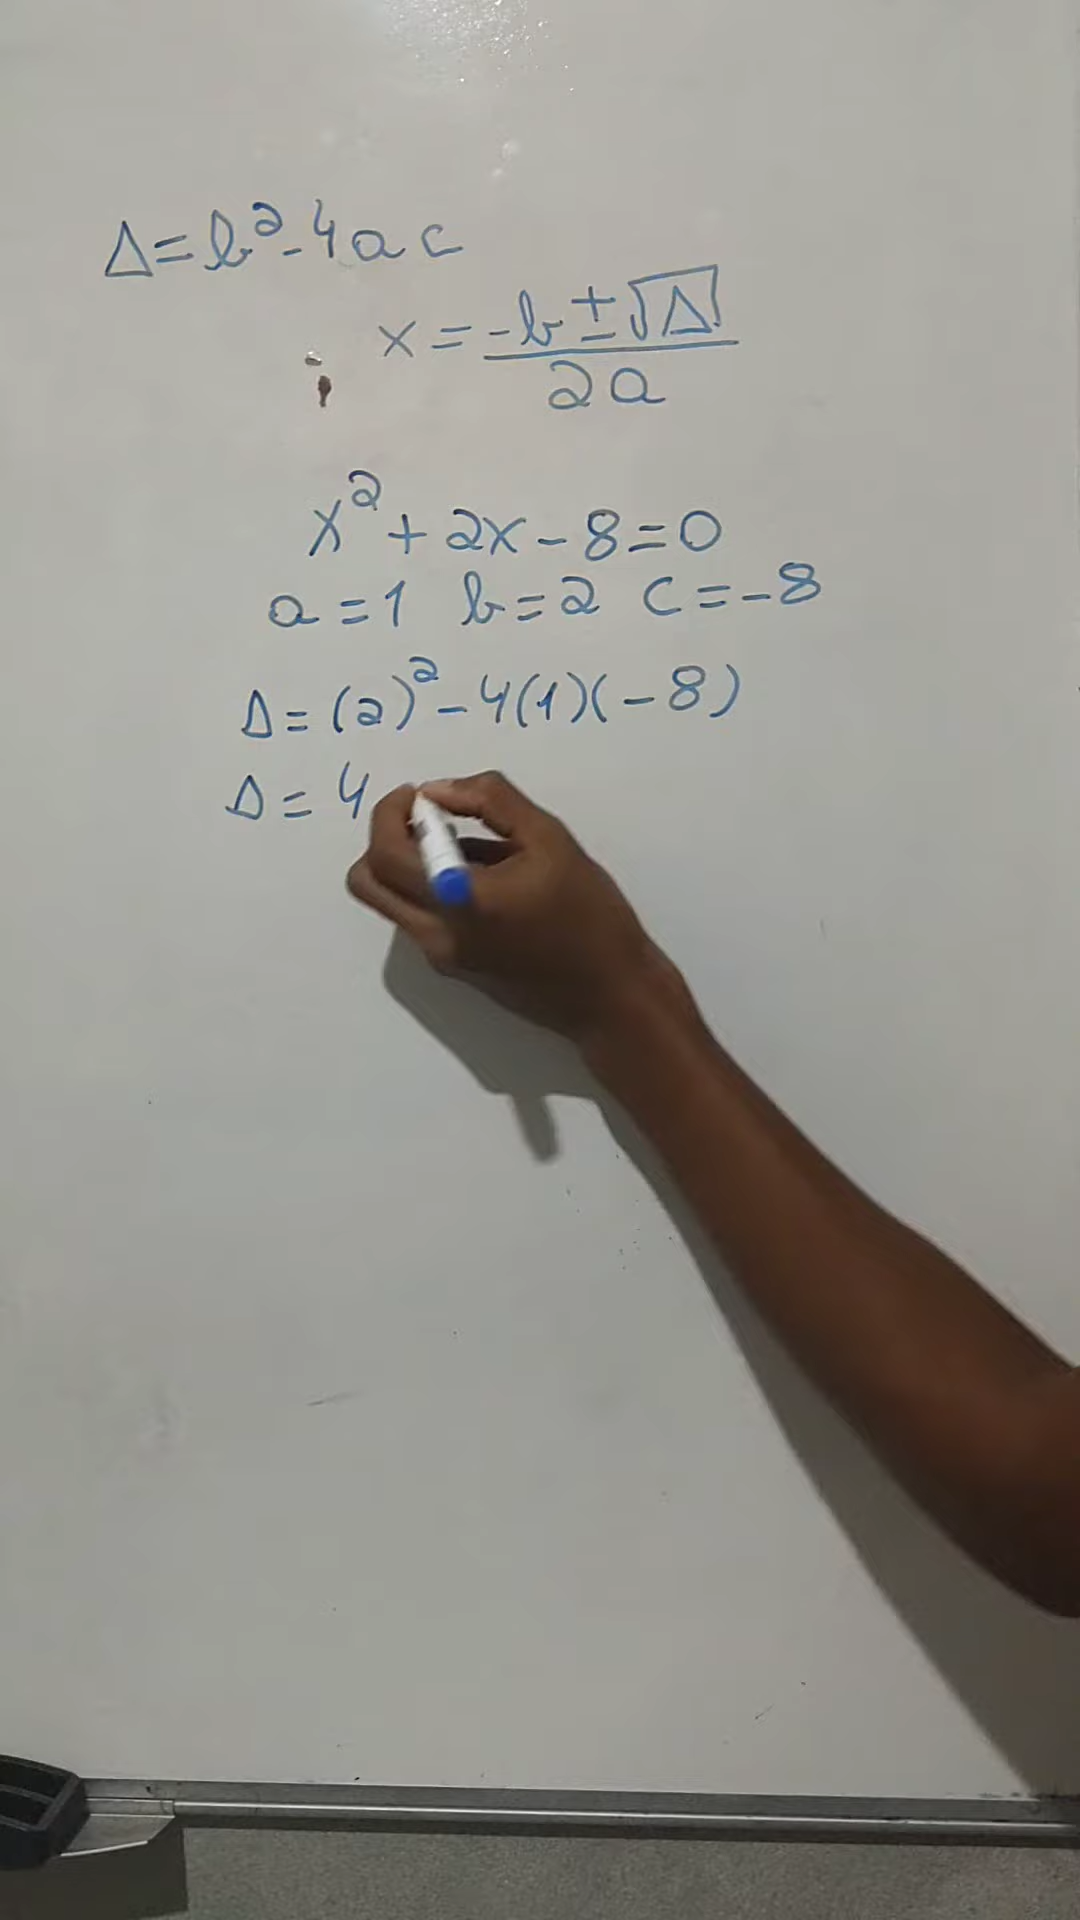 Δ=b²-4ac
x = -b±√Δ / 2a
x²+2x-8=0
a=1 b=2 c=-8
Δ=(2)²-4(1)(-8)
Δ=4